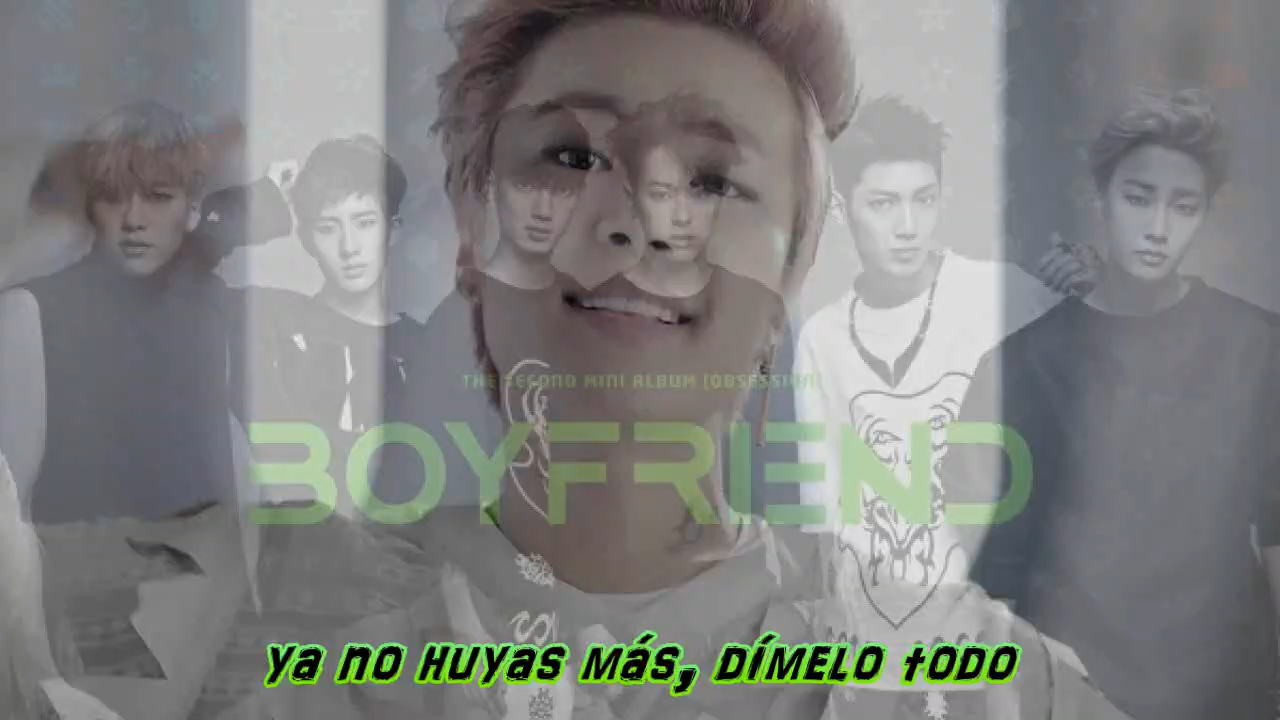 THE SECOND MINI ALBUM [OBSESSION]
BOYFRIEND
YA NO HUYAS MÁS, DÍMELO TODO